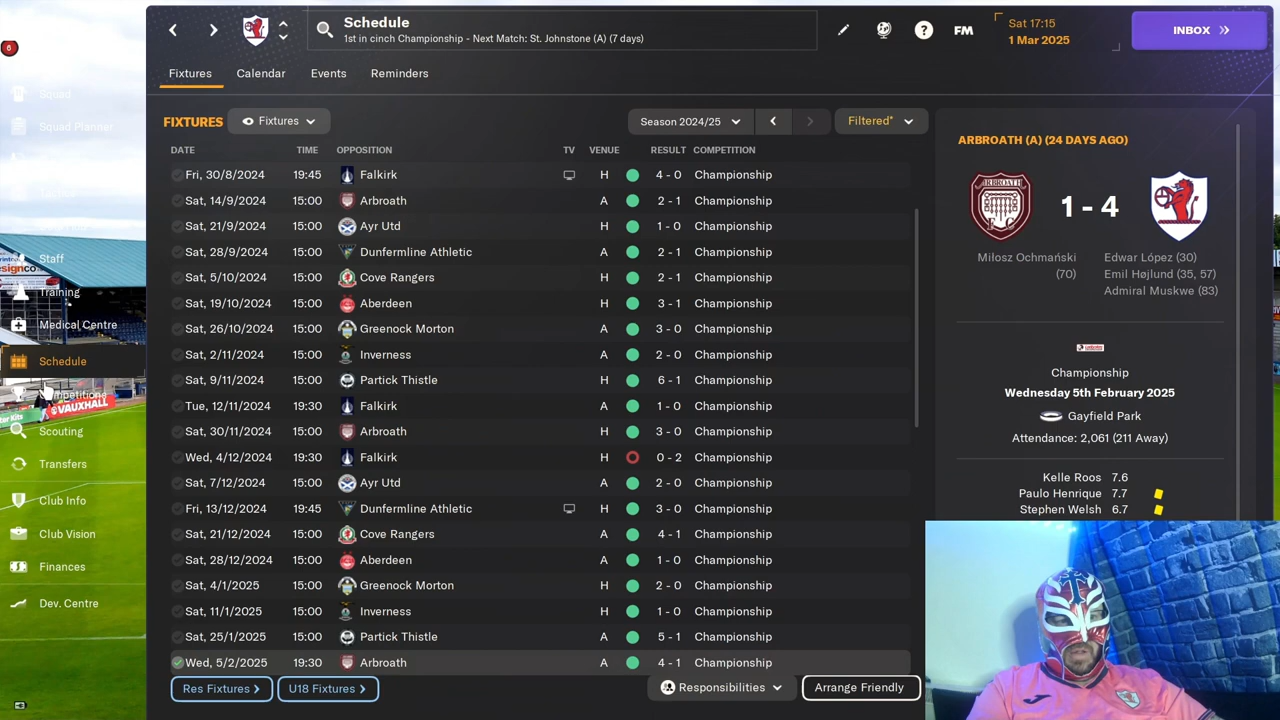 Schedule
1st in cinch Championship - Next Match: St. Johnstone (A) (7 days)
FM
Sat 17:15
1 Mar 2025
INBOX
6
Fixtures Calendar Events Reminders
Squad
Squad Planner
Staff
Training
Medical Centre
Schedule
Competitions
VAUXHALL
Scouting
Transfers
Club Info
Club Vision
Finances
Dev. Centre
FIXTURES Fixtures Season 2024/25 Filtered*
DATE TIME OPPOSITION TV VENUE RESULT COMPETITION
Fri, 30/8/2024 19:45 Falkirk H 4 - 0 Championship
Sat, 14/9/2024 15:00 Arbroath A 2 - 1 Championship
Sat, 21/9/2024 15:00 Ayr Utd H 1 - 0 Championship
Sat, 28/9/2024 15:00 Dunfermline Athletic A 2 - 1 Championship
Sat, 5/10/2024 15:00 Cove Rangers H 2 - 1 Championship
Sat, 19/10/2024 15:00 Aberdeen H 3 - 1 Championship
Sat, 26/10/2024 15:00 Greenock Morton A 3 - 0 Championship
Sat, 2/11/2024 15:00 Inverness A 2 - 0 Championship
Sat, 9/11/2024 15:00 Partick Thistle H 6 - 1 Championship
Tue, 12/11/2024 19:30 Falkirk A 1 - 0 Championship
Sat, 30/11/2024 15:00 Arbroath H 3 - 0 Championship
Wed, 4/12/2024 19:30 Falkirk H 0 - 2 Championship
Sat, 7/12/2024 15:00 Ayr Utd A 2 - 0 Championship
Fri, 13/12/2024 19:45 Dunfermline Athletic H 3 - 0 Championship
Sat, 21/12/2024 15:00 Cove Rangers A 4 - 1 Championship
Sat, 28/12/2024 15:00 Aberdeen A 1 - 0 Championship
Sat, 4/1/2025 15:00 Greenock Morton H 2 - 0 Championship
Sat, 11/1/2025 15:00 Inverness H 1 - 0 Championship
Sat, 25/1/2025 15:00 Partick Thistle A 5 - 1 Championship
Wed, 5/2/2025 19:30 Arbroath A 4 - 1 Championship
Res Fixtures U18 Fixtures Responsibilities Arrange Friendly
ARBROATH (A) (24 DAYS AGO)
1 - 4
Miłosz Ochmański
(70)
Edwar López (30)
Emil Højlund (35, 57)
Admiral Muskwe (83)
Championship
Wednesday 5th February 2025
Gayfield Park
Attendance: 2,061 (211 Away)
Kelle Roos 7.6
Paulo Henrique 7.7
Stephen Welsh 6.7